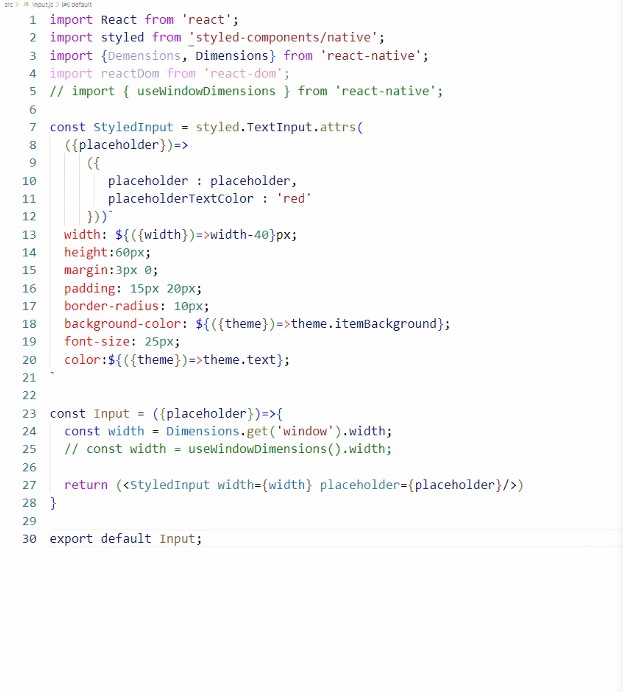 src > JS Input.js > default
1 import React from 'react';
2 import styled from 'styled-components/native';
3 import {Demensions, Dimensions} from 'react-native';
4 import reactDom from 'react-dom';
5 // import { useWindowDimensions } from 'react-native';
6
7 const StyledInput = styled.TextInput.attrs(
8 ({placeholder})=>
9 ({
10 placeholder : placeholder,
11 placeholderTextColor : 'red'
12 }))`
13 width: ${({width})=>width-40}px;
14 height:60px;
15 margin:3px 0;
16 padding: 15px 20px;
17 border-radius: 10px;
18 background-color: ${({theme})=>theme.itemBackground};
19 font-size: 25px;
20 color:${({theme})=>theme.text};
21 `
22
23 const Input = ({placeholder})=>{
24 const width = Dimensions.get('window').width;
25 // const width = useWindowDimensions().width;
26
27 return (<StyledInput width={width} placeholder={placeholder}/>)
28 }
29
30 export default Input;